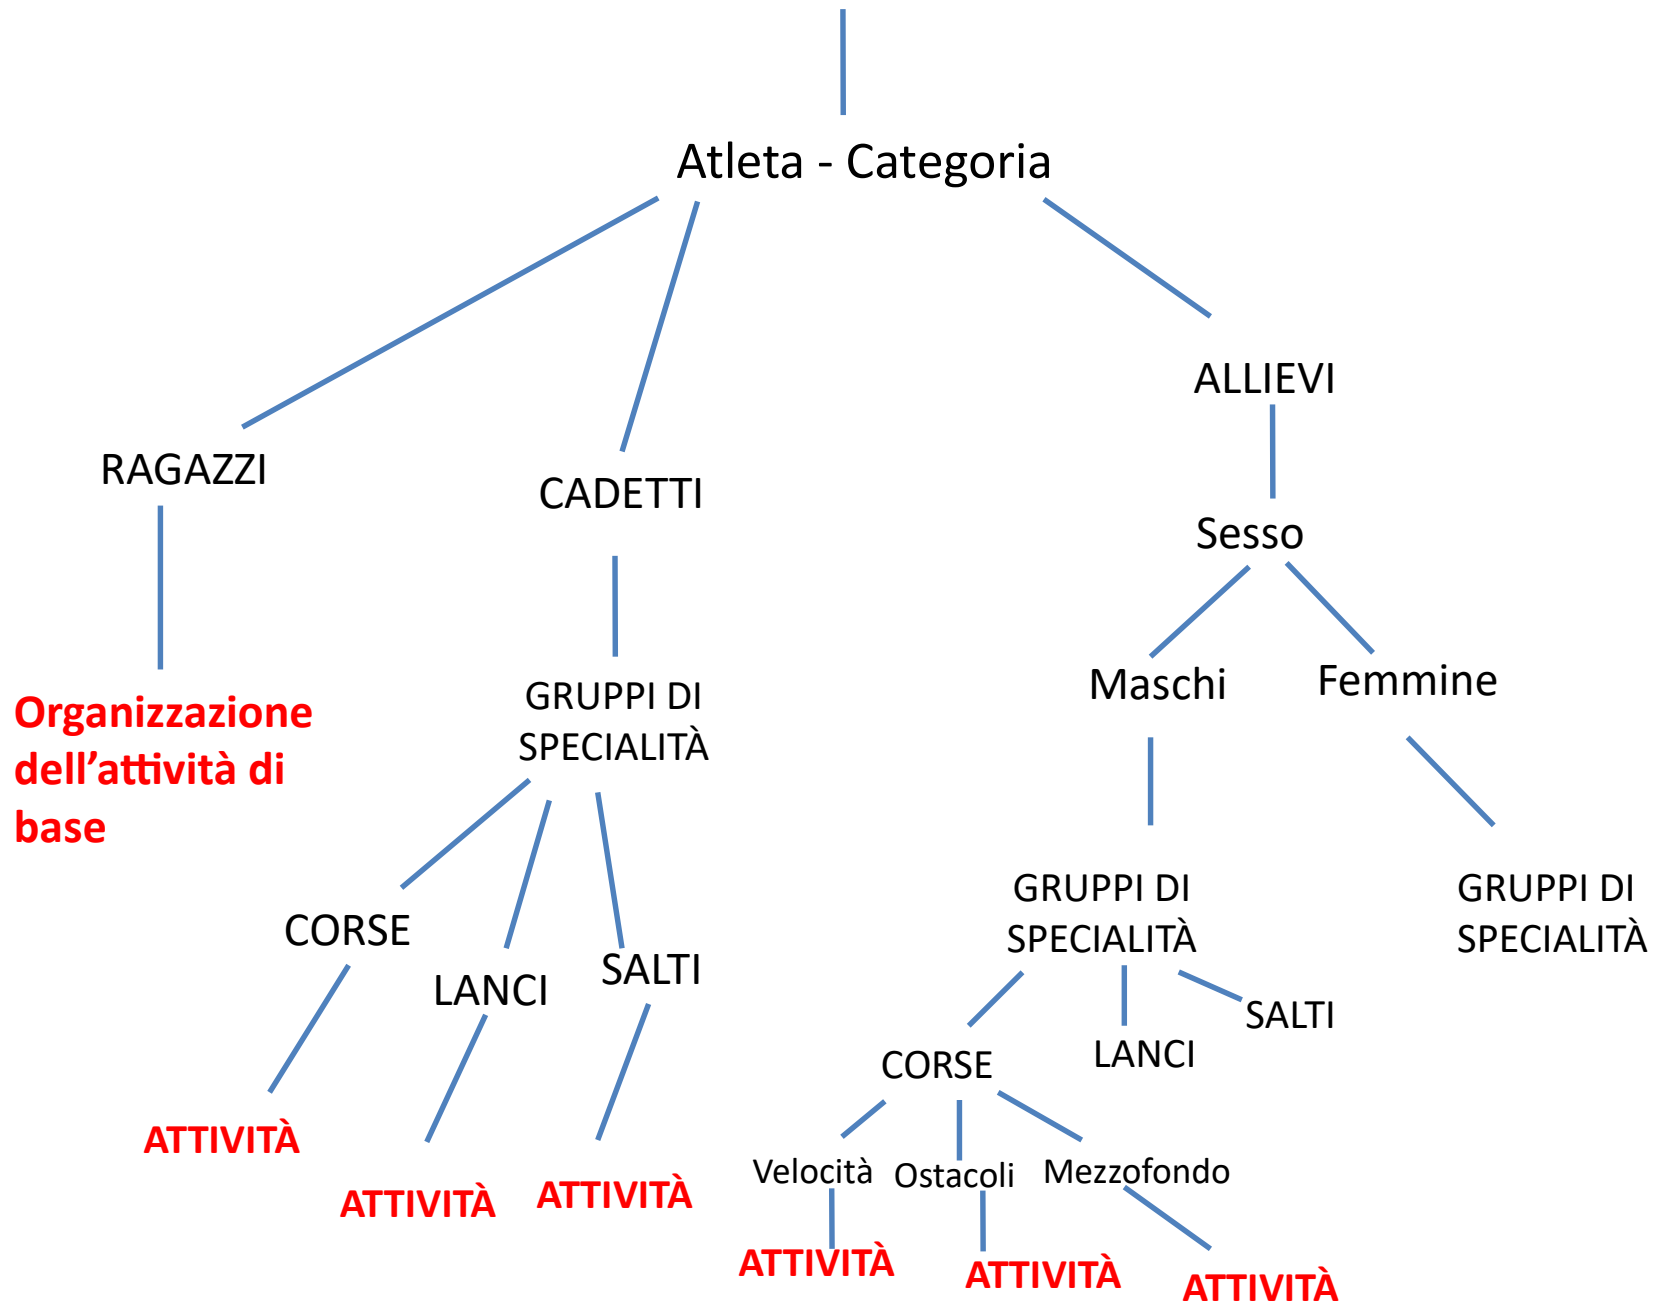 Atleta - Categoria
ALLIEVI
RAGAZZI
CADETTI
Sesso
Maschi
Femmine
Organizzazione
dell’attività di
base
GRUPPI DI
SPECIALITÀ
GRUPPI DI
SPECIALITÀ
GRUPPI DI
SPECIALITÀ
CORSE
LANCI
SALTI
SALTI
LANCI
CORSE
ATTIVITÀ
ATTIVITÀ
ATTIVITÀ
Velocità
Ostacoli
Mezzofondo
ATTIVITÀ
ATTIVITÀ
ATTIVITÀ